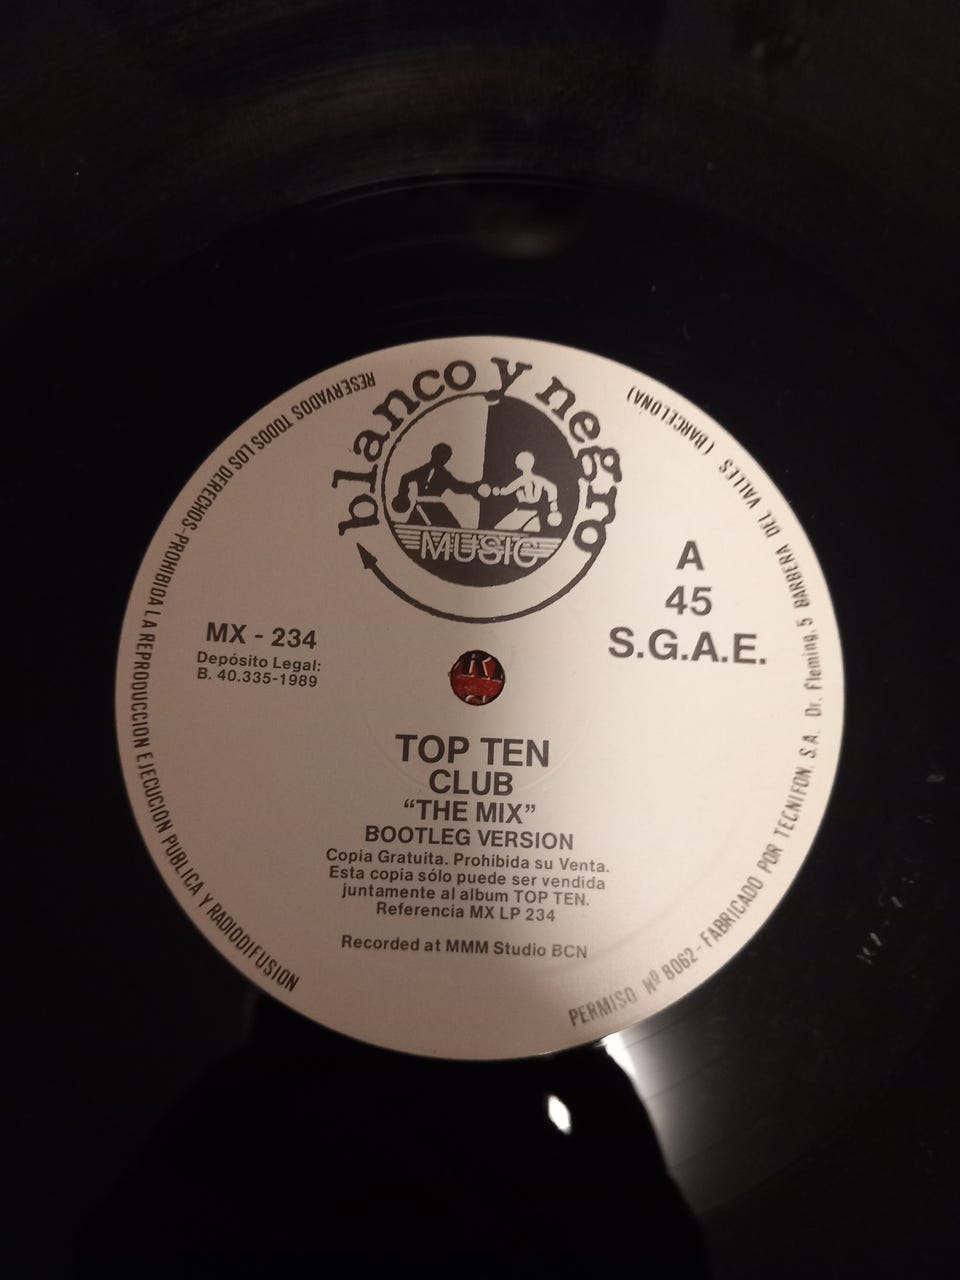 blanco y negro
MUSIC
A
45
S.G.A.E.
MX - 234
Depósito Legal:
B. 40.335-1989
TOP TEN
CLUB
“THE MIX”
BOOTLEG VERSION
Copia Gratuita. Prohibida su Venta.
Esta copia sólo puede ser vendida
juntamente al album TOP TEN.
Referencia MX LP 234
Recorded at MMM Studio BCN
RESERVADOS TODOS LOS DERECHOS-PROHIBIDA LA REPRODUCCION EJECUCION PUBLICA Y RADIODIFUSION
PERMISO Nº 8062-FABRICADO POR TECNIFON, S.A. Dr. Fleming, 5 BARBERA DEL VALLES (BARCELONA)